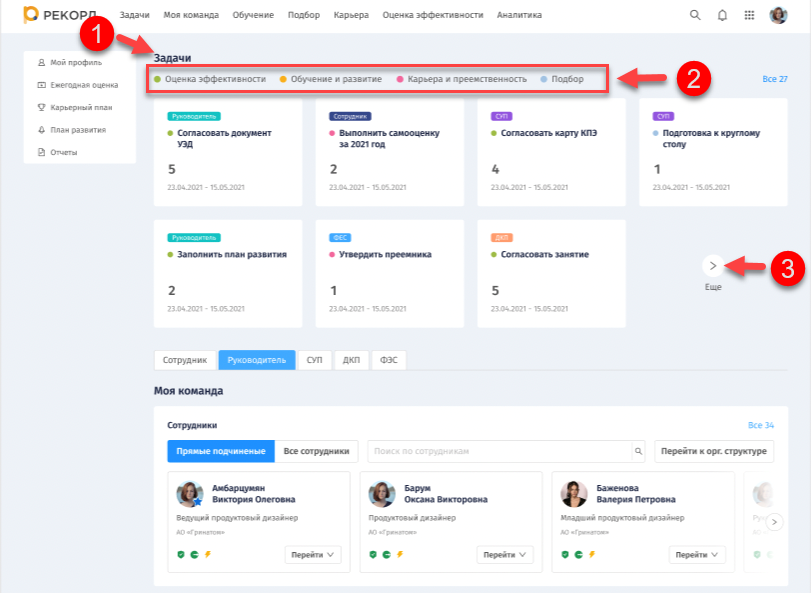 РЕКОРД Задачи Моя команда Обучение Подбор Карьера Оценка эффективности Аналитика
1
Мой профиль
Ежегодная оценка
Карьерный план
План развития
Отчеты
Задачи
Оценка эффективности Обучение и развитие Карьера и преемственность Подбор
2
Все 27
Руководитель
Согласовать документ
УЭД
5
23.04.2021 - 15.05.2021
Сотрудник
Выполнить самооценку
за 2021 год
2
23.04.2021 - 15.05.2021
СУП
Согласовать карту КПЭ
4
23.04.2021 - 15.05.2021
СУП
Подготовка к круглому
столу
1
23.04.2021 - 15.05.2021
Руководитель
Заполнить план развития
2
23.04.2021 - 15.05.2021
ФЕС
Утвердить преемника
1
23.04.2021 - 15.05.2021
ДКП
Согласовать занятие
5
23.04.2021 - 15.05.2021
3
Еще
Сотрудник Руководитель СУП ДКП ФЭС
Моя команда
Сотрудники
Все 34
Прямые подчиненые Все сотрудники Поиск по сотрудникам Перейти к орг. структуре
Амбарцумян
Виктория Олеговна
Ведущий продуктовый дизайнер
АО «Гренатом»
Перейти
Барум
Оксана Викторовна
Продуктовый дизайнер
АО «Гренатом»
Перейти
Баженова
Валерия Петровна
Младший продуктовый дизайнер
АО «Гренатом»
Перейти
АО